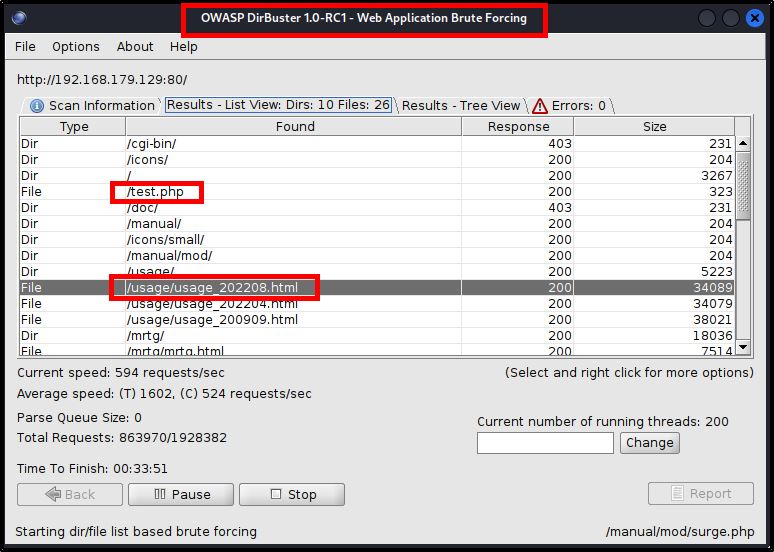 OWASP DirBuster 1.0-RC1 - Web Application Brute Forcing
File Options About Help
http://192.168.179.129:80/
Scan Information Results - List View: Dirs: 10 Files: 26 Results - Tree View Errors: 0
Type Found Response Size
Dir /cgi-bin/ 403 231
Dir /icons/ 200 204
Dir / 200 3267
File /test.php 200 323
Dir /doc/ 403 231
Dir /manual/ 200 204
Dir /icons/small/ 200 204
Dir /manual/mod/ 200 204
Dir /usage/ 200 5223
File /usage/usage_202208.html 200 34089
File /usage/usage_202204.html 200 34079
File /usage/usage_200909.html 200 38021
Dir /mrtg/ 200 18036
File /mrtg/mrtg.html 200 7514
Current speed: 594 requests/sec (Select and right click for more options)
Average speed: (T) 1602, (C) 524 requests/sec
Parse Queue Size: 0
Current number of running threads: 200
Total Requests: 863970/1928382
Change
Time To Finish: 00:33:51
Back Pause Stop Report
Starting dir/file list based brute forcing /manual/mod/surge.php